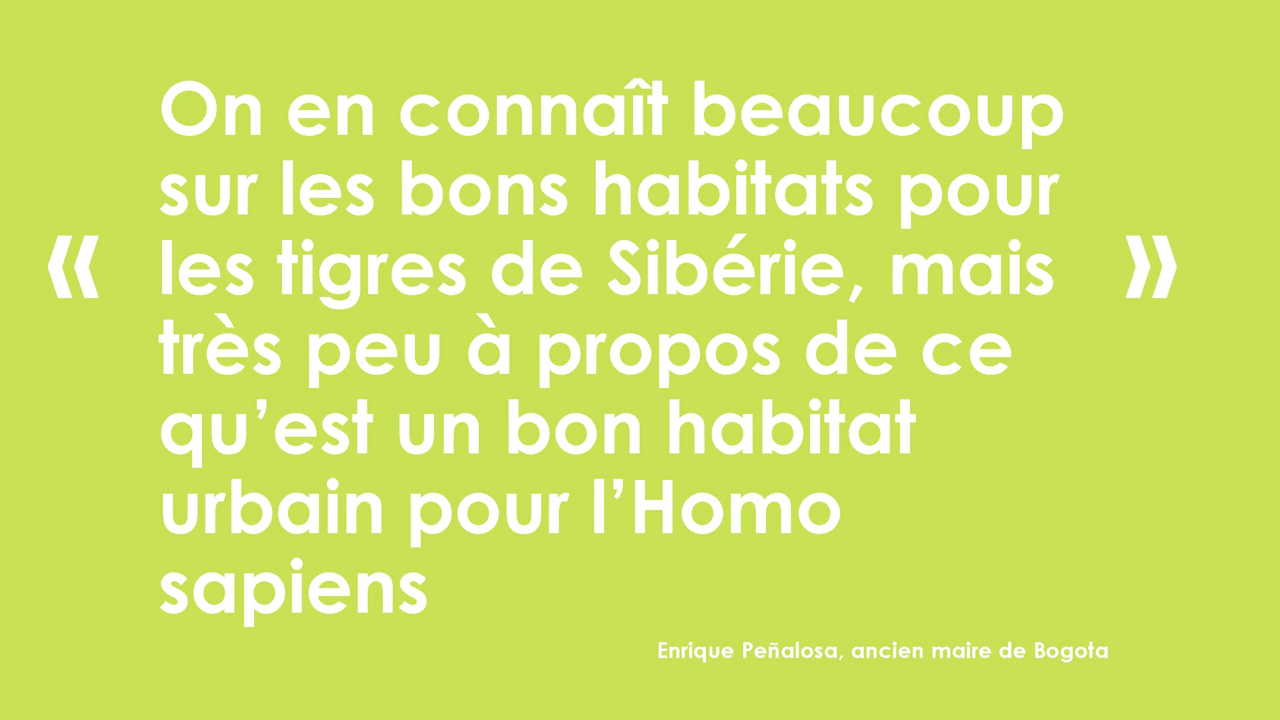 On en connaît beaucoup
sur les bons habitats pour
« les tigres de Sibérie, mais »
très peu à propos de ce
qu’est un bon habitat
urbain pour l’Homo
sapiens
Enrique Peñalosa, ancien maire de Bogota